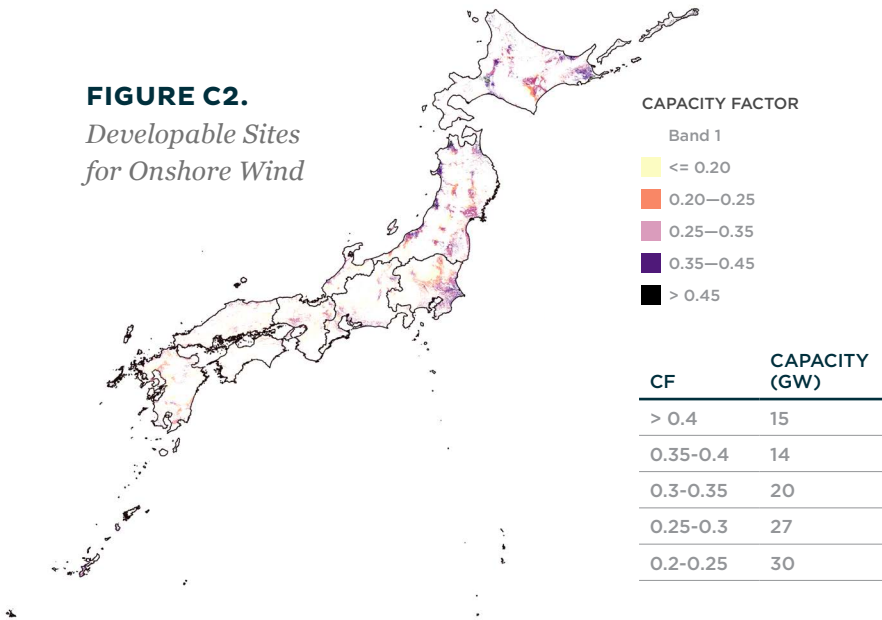 FIGURE C2.
Developable Sites
for Onshore Wind
CAPACITY FACTOR
Band 1
<= 0.20
0.20—0.25
0.25—0.35
0.35—0.45
> 0.45
CF CAPACITY (GW)
> 0.4 15
0.35-0.4 14
0.3-0.35 20
0.25-0.3 27
0.2-0.25 30